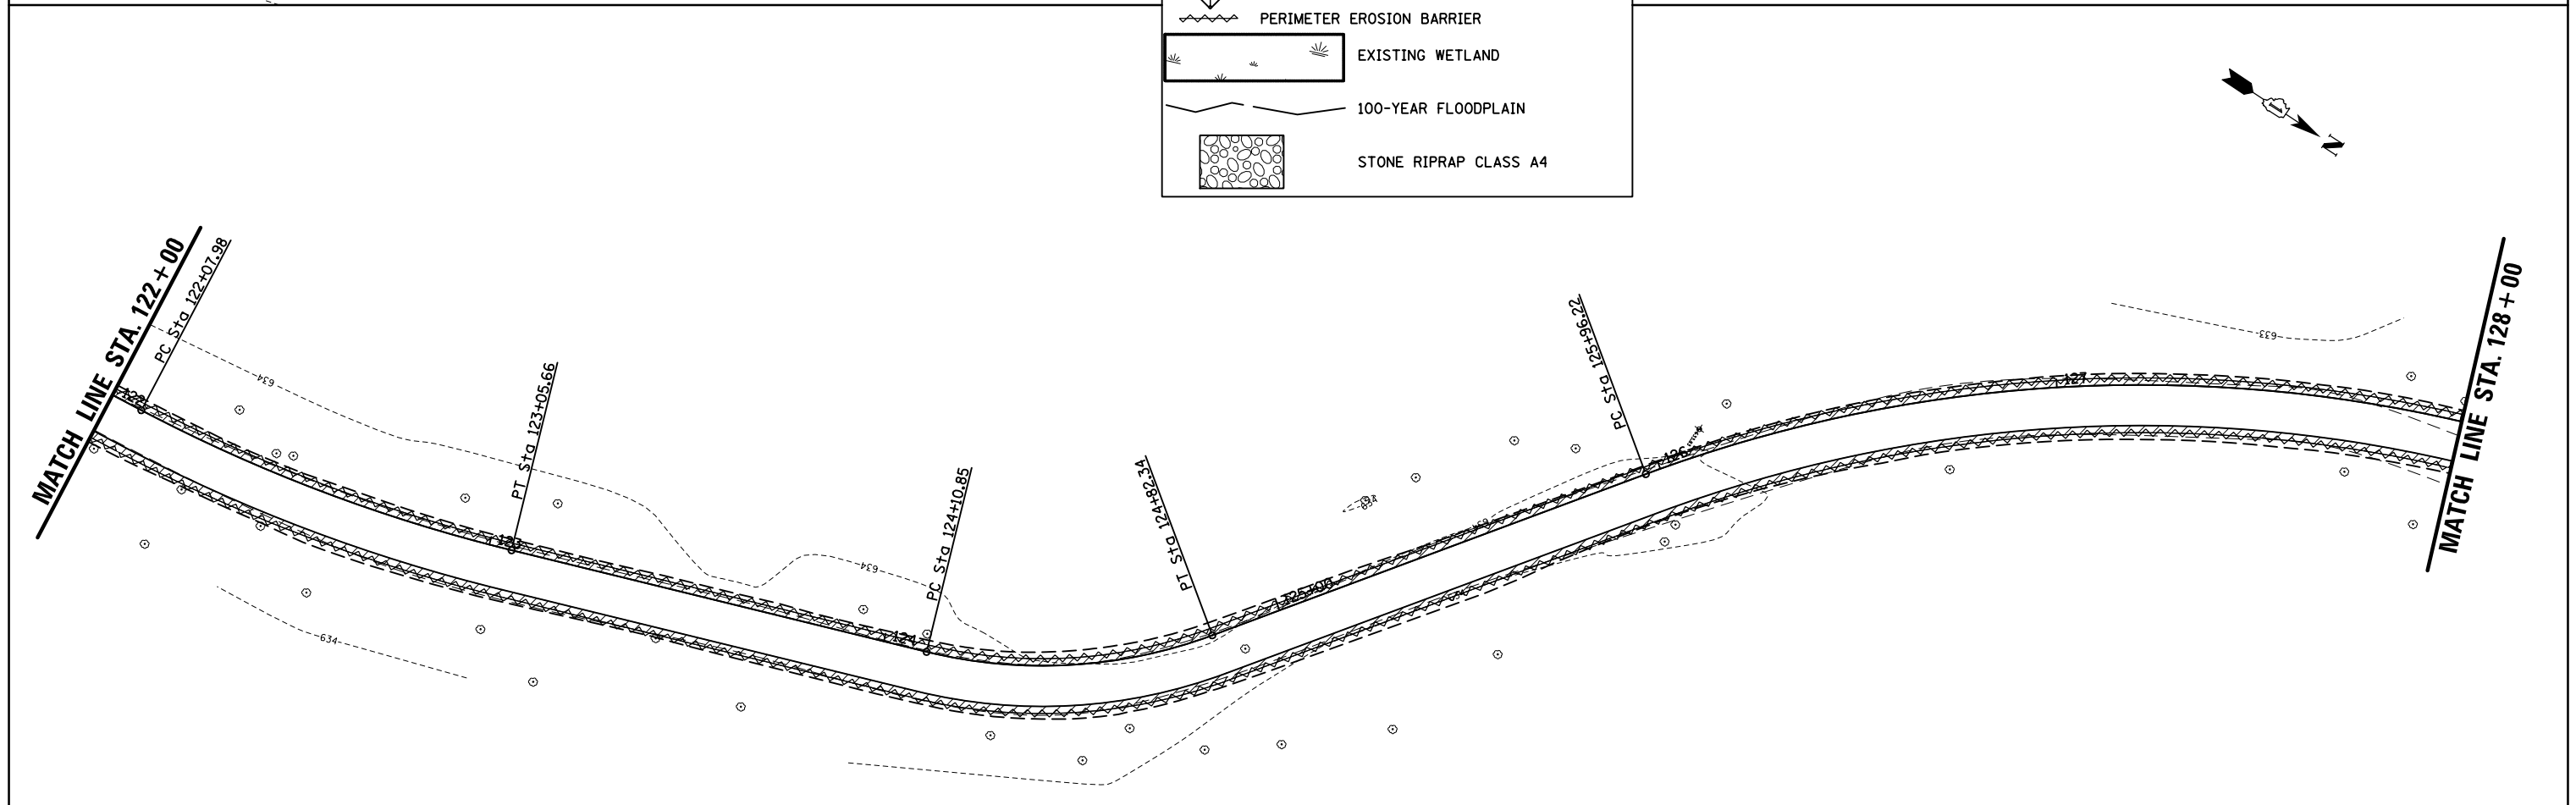 PERIMETER EROSION BARRIER
EXISTING WETLAND
100-YEAR FLOODPLAIN
STONE RIPRAP CLASS A4
N
MATCH LINE STA. 122+00
PC Sta 122+07.98
PT Sta 123+05.66
PC Sta 124+10.85
PT Sta 124+82.34
PC Sta 125+96.22
MATCH LINE STA. 128+00
122
123
124
125+00
126
127
634
634
634
634
634
633